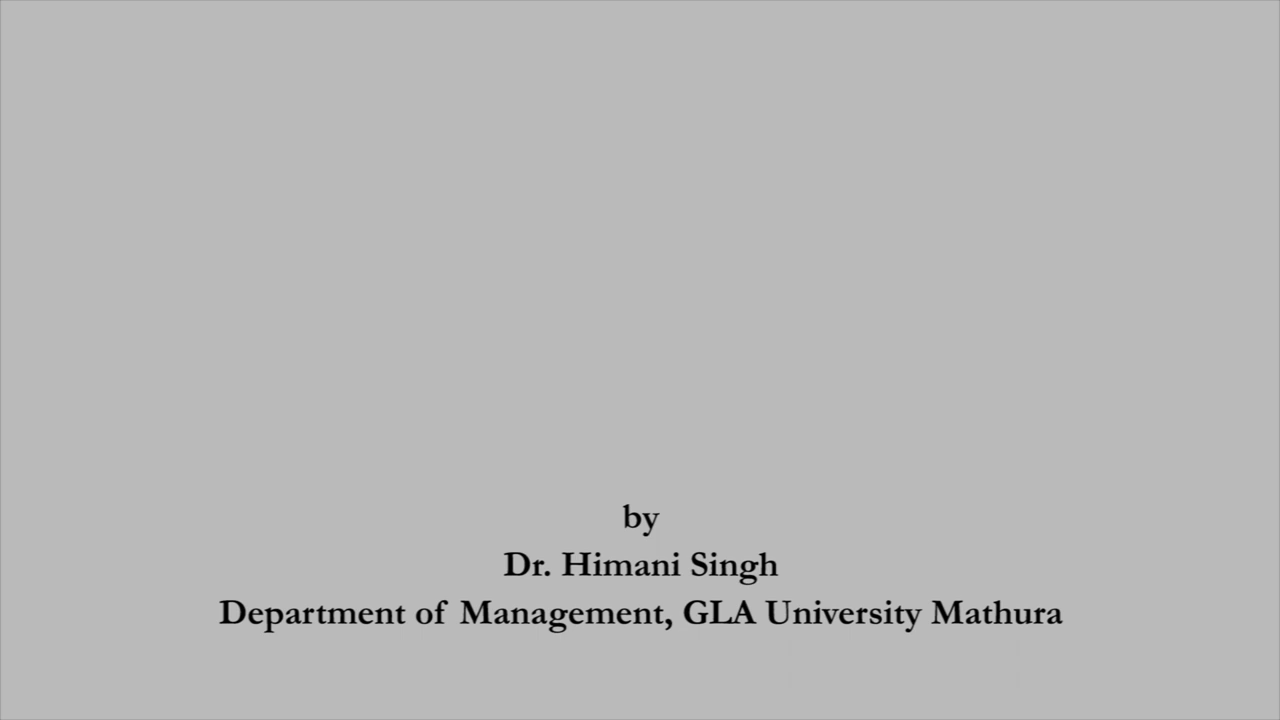 by
Dr. Himani Singh
Department of Management, GLA University Mathura